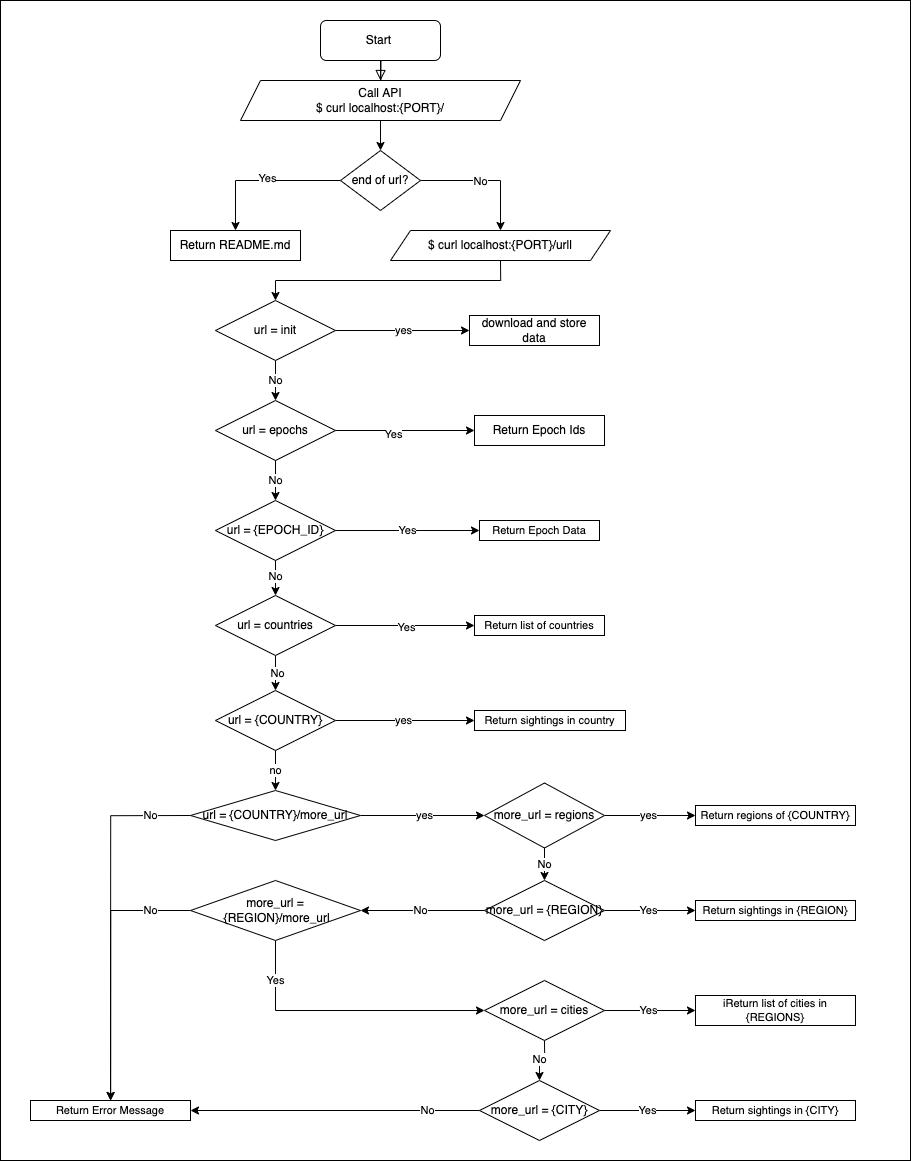 Start
Call API
$ curl localhost:{PORT}/
end of url?
Yes
No
Return README.md
$ curl localhost:{PORT}/urll
url = init
yes
download and store
data
No
url = epochs
Yes
Return Epoch Ids
No
url = {EPOCH_ID}
Yes
Return Epoch Data
No
url = countries
Yes
Return list of countries
No
url = {COUNTRY}
yes
Return sightings in country
no
No
url = {COUNTRY}/more_url
yes
more_url = regions
yes
Return regions of {COUNTRY}
No
No
more_url =
{REGION}/more_url
No
more_url = {REGION}
Yes
Return sightings in {REGION}
Yes
more_url = cities
Yes
iReturn list of cities in
{REGIONS}
No
Return Error Message
No
more_url = {CITY}
Yes
Return sightings in {CITY}